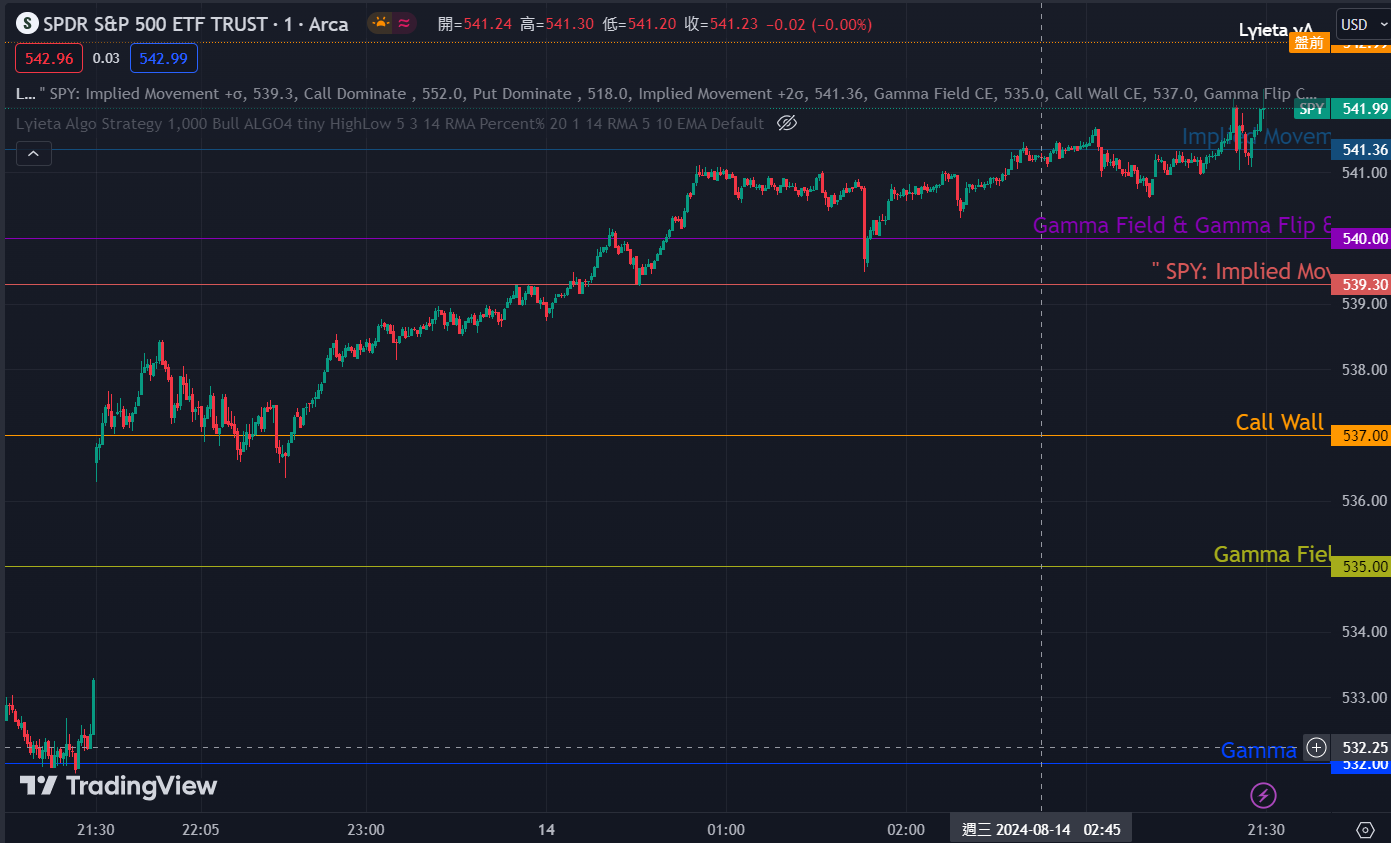 SPDR S&P 500 ETF TRUST · 1 · Arca 開=541.24 高=541.30 低=541.20 收=541.23 −0.02 (−0.00%)
Lyieta vA
USD
盤前 542.99
542.96 0.03 542.99
L... " SPY: Implied Movement +σ, 539.3, Call Dominate , 552.0, Put Dominate , 518.0, Implied Movement +2σ, 541.36, Gamma Field CE, 535.0, Call Wall CE, 537.0, Gamma Flip C...
SPY 541.99
Lyieta Algo Strategy 1,000 Bull ALGO4 tiny HighLow 5 3 14 RMA Percent% 20 1 14 RMA 5 10 EMA Default
Implied Movem
541.36
541.00
Gamma Field & Gamma Flip &
540.00
" SPY: Implied Mov
539.30
539.00
538.00
Call Wall
537.00
536.00
Gamma Fiel
535.00
534.00
533.00
Gamma
532.25
532.00
TradingView
21:30 22:05 23:00 14 01:00 02:00 週三 2024-08-14 02:45 21:30